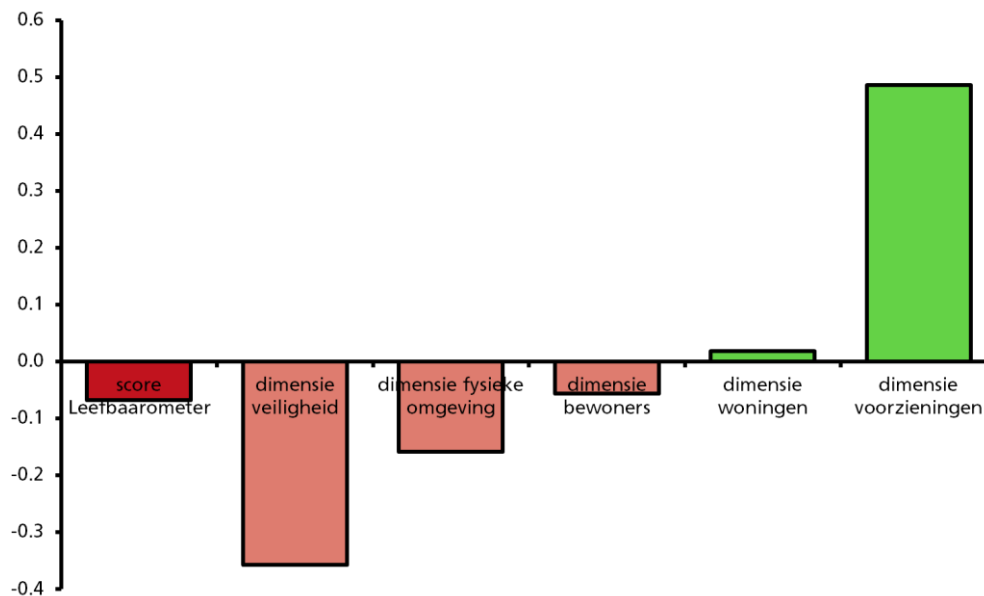 0.6
0.5
0.4
0.3
0.2
0.1
0.0
-0.1
-0.2
-0.3
-0.4
score
Leefbaarometer
dimensie
veiligheid
dimensie fysieke
omgeving
dimensie
bewoners
dimensie
woningen
dimensie
voorzieningen